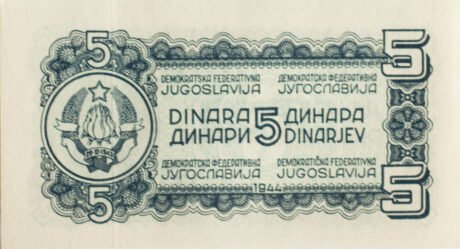 5
5
DEMOKRATSKA FEDERATIVNA
JUGOSLAVIJA
ДЕМОКРАТСКА ФЕДЕРАТИВНА
ЈУГОСЛАВИЈА
DINARA 5 ДИНАРА
ДИНАРИ DINARJEV
ДЕМОКРАТСКА ФЕДЕРАТИВНА
ЈУГОСЛАВИЈА
DEMOKRATIČNA FEDERATIVNA
JUGOSLAVIJA
1944
5
5